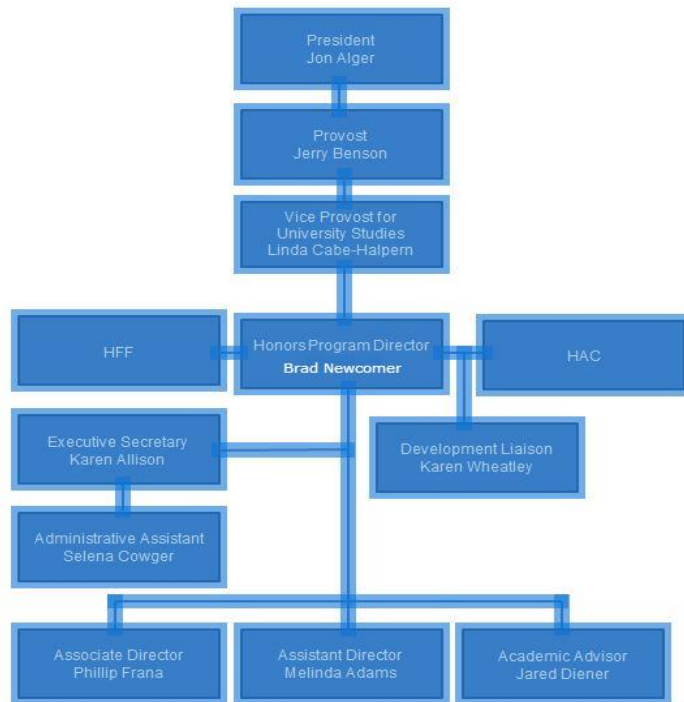 President
Jon Alger
Provost
Jerry Benson
Vice Provost for
University Studies
Linda Cabe-Halpern
HFF
Honors Program Director
Brad Newcomer
HAC
Executive Secretary
Karen Allison
Development Liaison
Karen Wheatley
Administrative Assistant
Selena Cowger
Associate Director
Phillip Frana
Assistant Director
Melinda Adams
Academic Advisor
Jared Diener